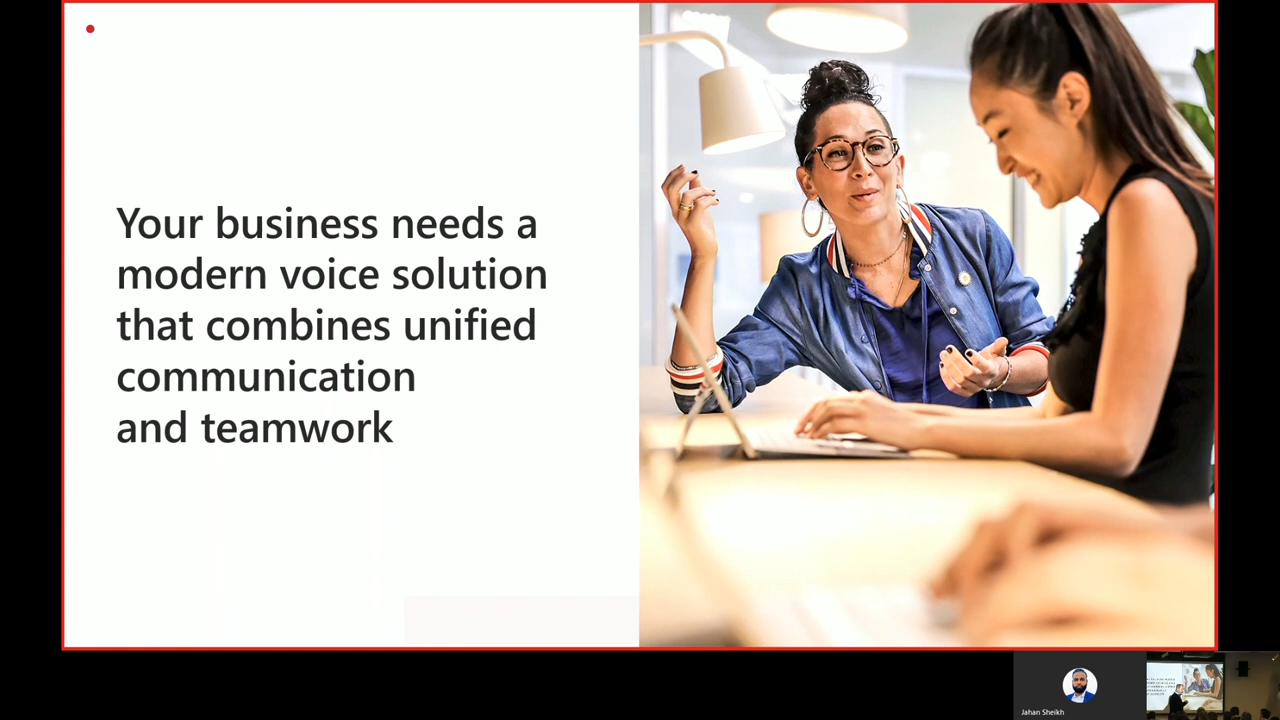 Your business needs a
modern voice solution
that combines unified
communication
and teamwork
Jahan Sheikh